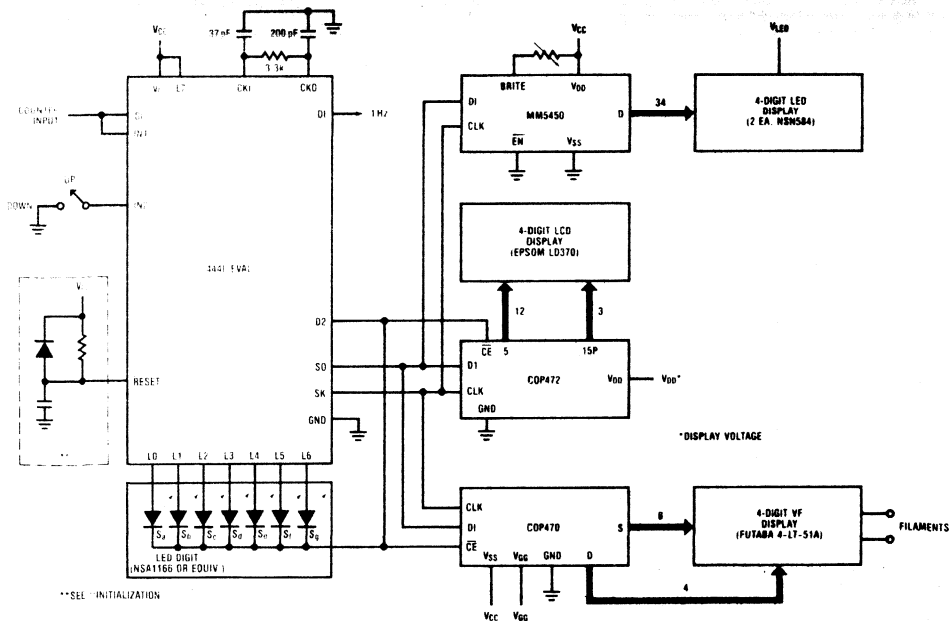 37 nF
200 pF
3.3k
VCC
L7
CKI
CKO
COUNTER
INPUT
INT
DI
1 Hz
UP
DOWN
444L EVAL
V
D2
SO
RESET
SK
GND
**
L0 L1 L2 L3 L4 L5 L6
Sa Sb Sc Sd Se Sf Sg
LED DIGIT
(NSA1166 OR EQUIV.)
INITIALIZATION
VCC
BRITE
VDD
DI
MM5450
D
CLK
EN
VSS
34
VLED
4-DIGIT LED
DISPLAY
(2 EA. NSN584)
4-DIGIT LCD
DISPLAY
(EPSOM LD370)
12
3
CE
5
15P
D1
COP472
VDD
VDD*
CLK
GND
*DISPLAY VOLTAGE
CLK
DI
COP470
S
CE
VSS
VGG
GND
D
VCC
VGG
6
4
4-DIGIT VF
DISPLAY
(FUTABA 4-LT-51A)
FILAMENTS